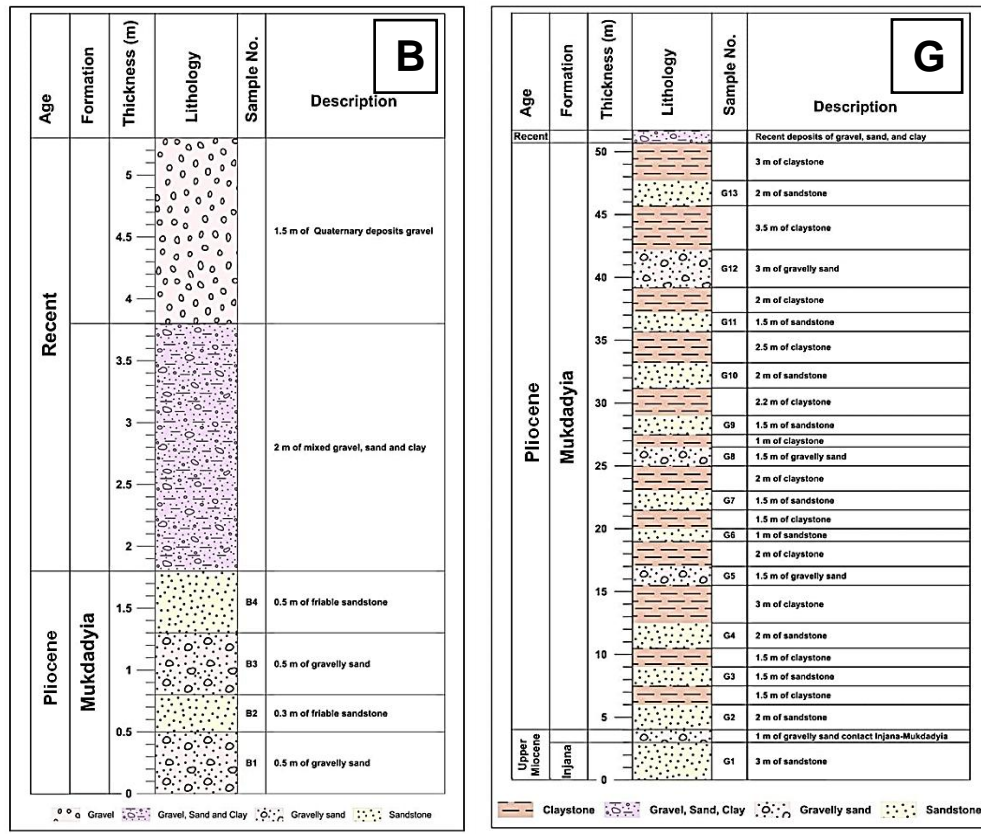 B
Age
Formation
Thickness (m)
Lithology
Sample No.
Description
Recent
5
4.5
4
1.5 m of Quaternary deposits gravel
3.5
3
2.5
2
2 m of mixed gravel, sand and clay
Pliocene
Mukdadyia
1.5
B4
0.5 m of friable sandstone
1
B3
0.5 m of gravelly sand
B2
0.3 m of friable sandstone
0.5
B1
0.5 m of gravelly sand
0
Gravel
Gravel, Sand and Clay
Gravelly sand
Sandstone
G
Age
Formation
Thickness (m)
Lithology
Sample No.
Description
Recent
Recent deposits of gravel, sand, and clay
Pliocene
Mukdadyia
50
3 m of claystone
G13
2 m of sandstone
45
3.5 m of claystone
G12
3 m of gravelly sand
40
2 m of claystone
G11
1.5 m of sandstone
35
2.5 m of claystone
G10
2 m of sandstone
30
2.2 m of claystone
G9
1.5 m of sandstone
1 m of claystone
G8
1.5 m of gravelly sand
25
2 m of claystone
G7
1.5 m of sandstone
1.5 m of claystone
20
G6
1 m of sandstone
2 m of claystone
G5
1.5 m of gravelly sand
15
3 m of claystone
G4
2 m of sandstone
10
1.5 m of claystone
G3
1.5 m of sandstone
1.5 m of claystone
5
G2
2 m of sandstone
Upper
Miocene
1 m of gravelly sand contact Injana-Mukdadyia
Injana
G1
3 m of sandstone
0
Claystone
Gravel, Sand, Clay
Gravelly sand
Sandstone